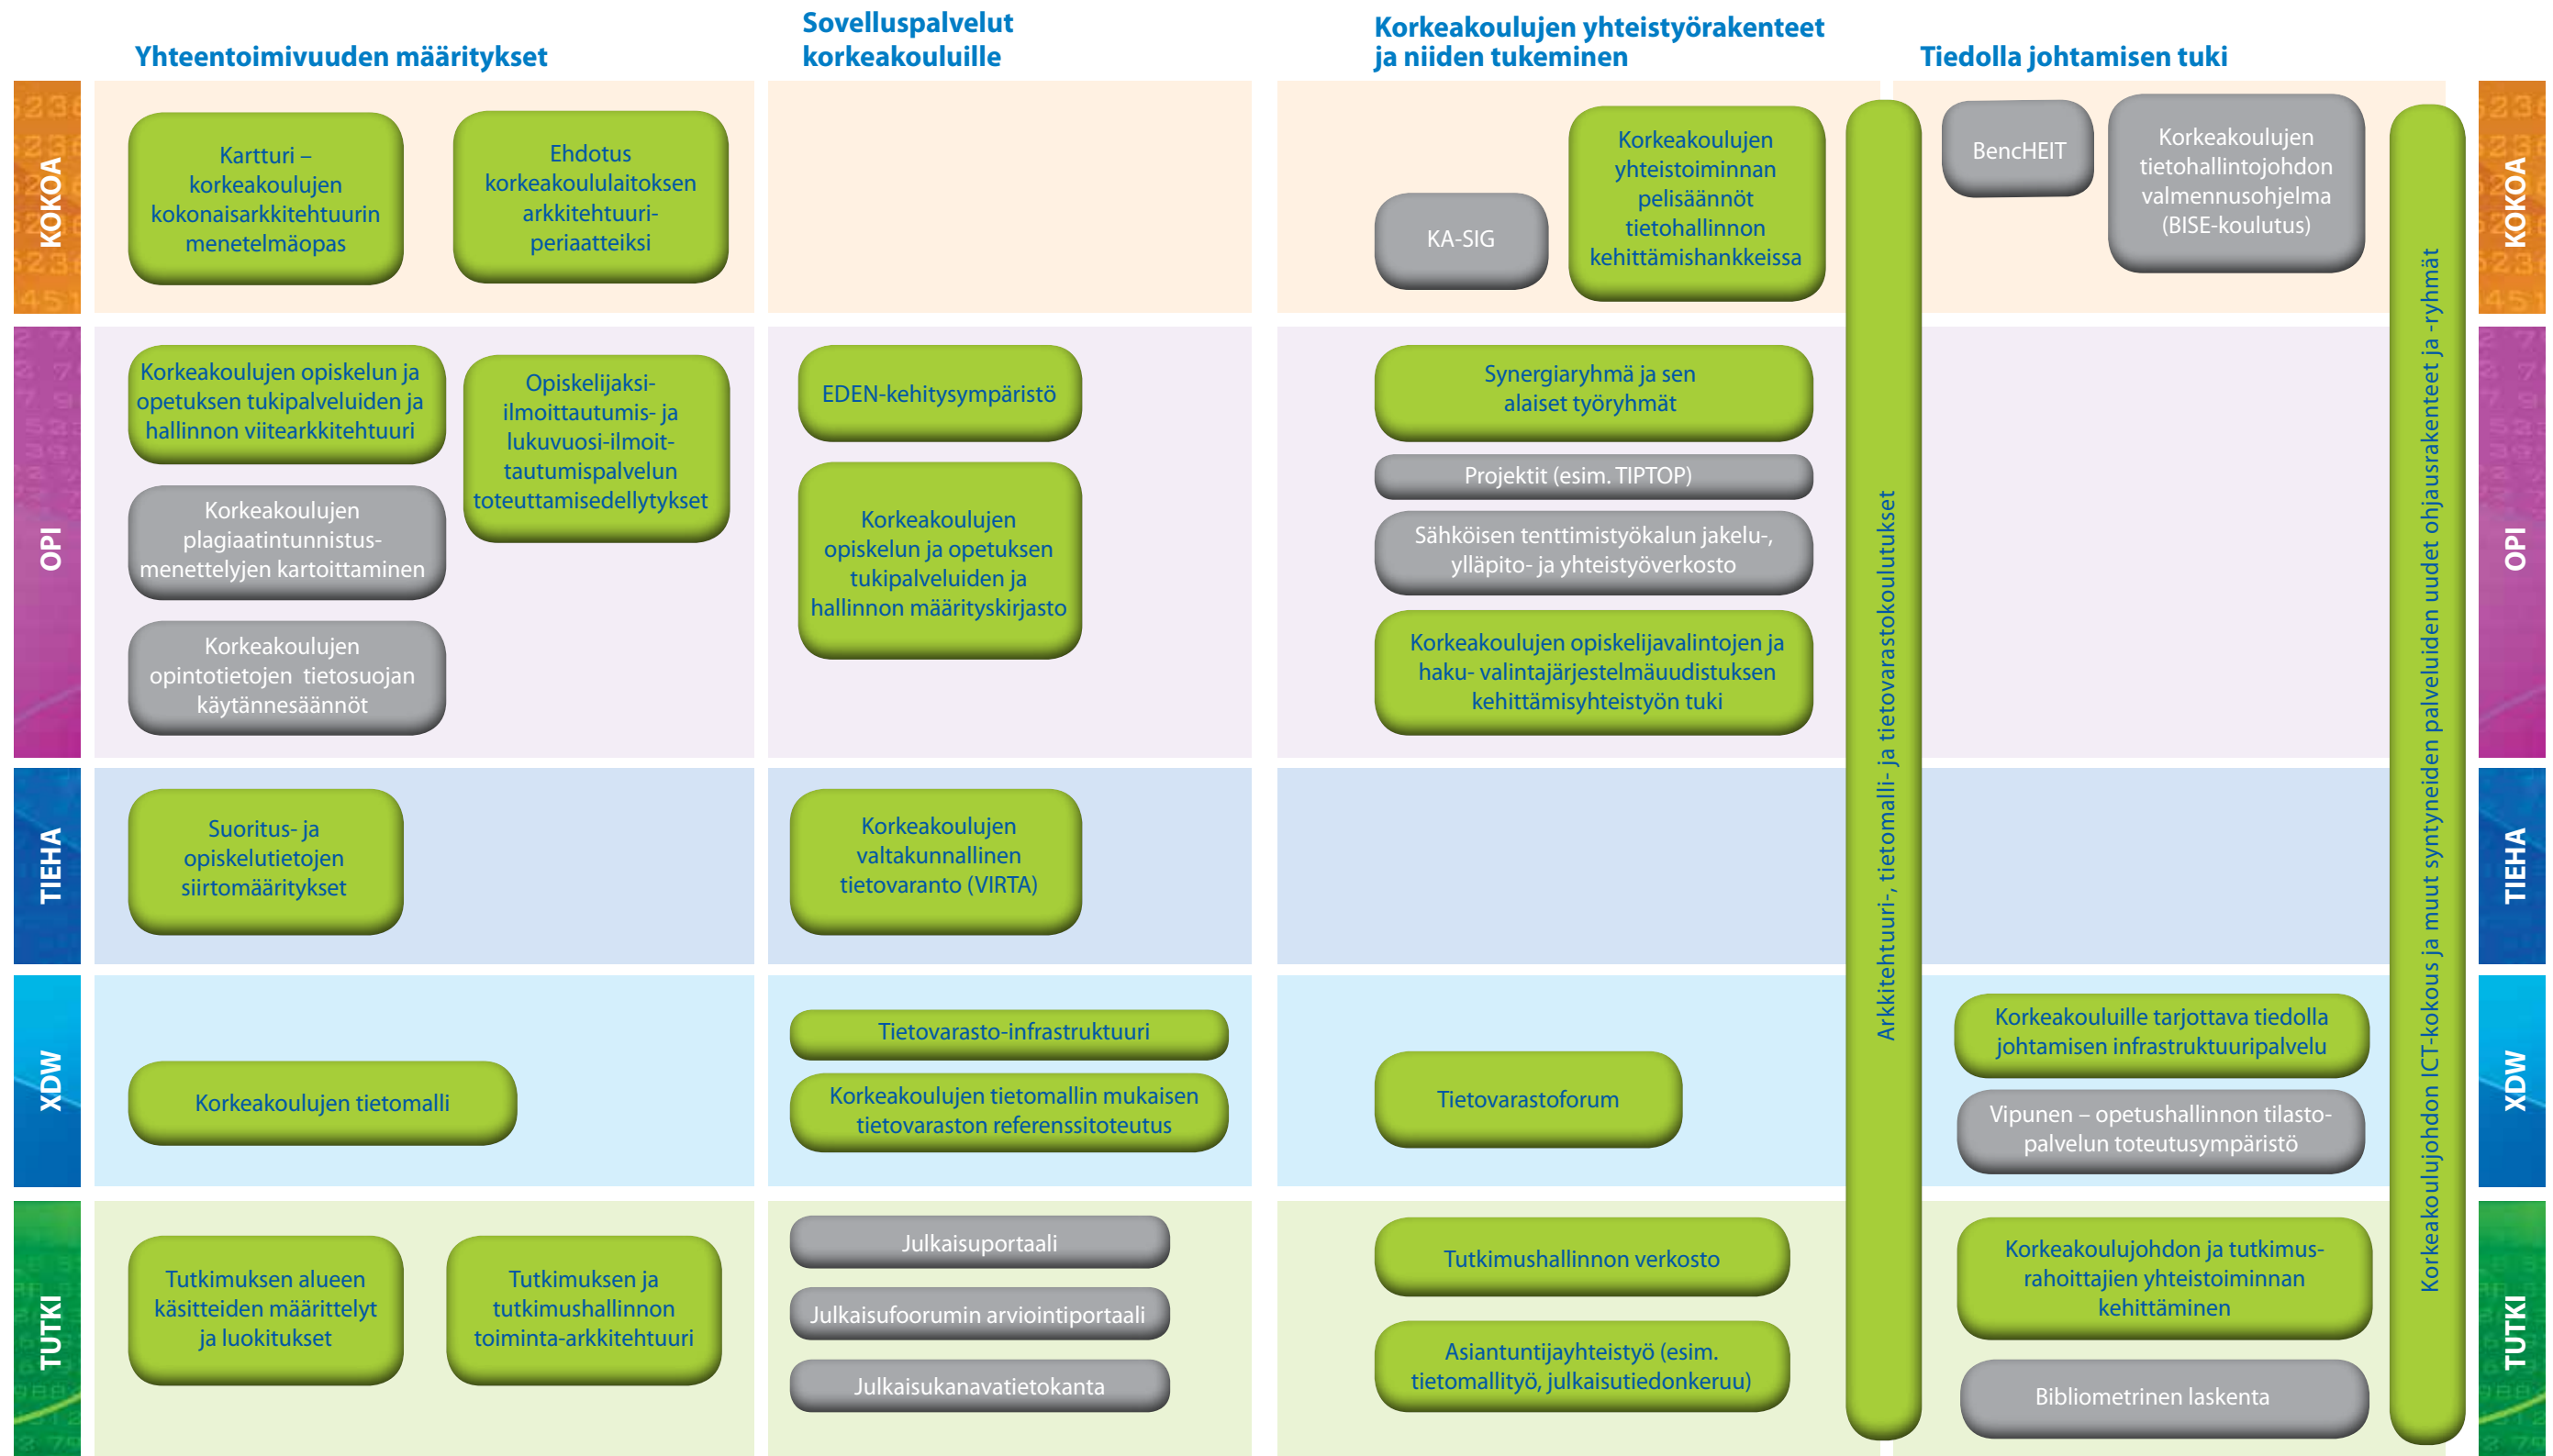 Yhteentoimivuuden määritykset
Sovelluspalvelut
korkeakouluille
Korkeakoulujen yhteistyörakenteet
ja niiden tukeminen
Tiedolla johtamisen tuki
KOKOA
Kartturi –
korkeakoulujen
kokonaisarkkitehtuurin
menetelmäopas
Ehdotus
korkeakoululaitoksen
arkkitehtuuri-
periaatteiksi
KA-SIG
Korkeakoulujen
yhteistoiminnan
pelisäännöt
tietohallinnon
kehittämishankkeissa
BencHEIT
Korkeakoulujen
tietohallintojohdon
valmennusohjelma
(BISE-koulutus)
KOKOA
OPI
Korkeakoulujen opiskelun ja
opetuksen tukipalveluiden ja
hallinnon viitearkkitehtuuri
Opiskelijaksi-
ilmoittautumis- ja
lukuvuosi-ilmoit-
tautumispalvelun
toteuttamisedellytykset
Korkeakoulujen
plagiaatintunnistus-
menettelyjen kartoittaminen
Korkeakoulujen
opintotietojen tietosuojan
käytännesäännöt
EDEN-kehitysympäristö
Korkeakoulujen
opiskelun ja opetuksen
tukipalveluiden ja
hallinnon määrityskirjasto
Synergiaryhmä ja sen
alaiset työryhmät
Projektit (esim. TIPTOP)
Sähköisen tenttimistyökalun jakelu-,
ylläpito- ja yhteistyöverkosto
Korkeakoulujen opiskelijavalintojen ja
haku- valintajärjestelmäuudistuksen
kehittämisyhteistyön tuki
OPI
TIEHA
Suoritus- ja
opiskelutietojen
siirtomääritykset
Korkeakoulujen
valtakunnallinen
tietovaranto (VIRTA)
TIEHA
XDW
Korkeakoulujen tietomalli
Tietovarasto-infrastruktuuri
Korkeakoulujen tietomallin mukaisen
tietovaraston referenssitoteutus
Tietovarastoforum
Korkeakouluille tarjottava tiedolla
johtamisen infrastruktuuripalvelu
Vipunen – opetushallinnon tilasto-
palvelun toteutusympäristö
XDW
TUTKI
Tutkimuksen alueen
käsitteiden määrittelyt
ja luokitukset
Tutkimuksen ja
tutkimushallinnon
toiminta-arkkitehtuuri
Julkaisuportaali
Julkaisufoorumin arviointiportaali
Julkaisukanavatietokanta
Tutkimushallinnon verkosto
Asiantuntijayhteistyö (esim.
tietomallityö, julkaisutiedonkeruu)
Korkeakoulujohdon ja tutkimus-
rahoittajien yhteistoiminnan
kehittäminen
Bibliometrinen laskenta
TUTKI
Arkkitehtuuri-, tietomalli- ja tietovarastokoulutukset
Korkeakoulujohdon ICT-kokous ja muut syntyneiden palveluiden uudet ohjausrakenteet ja -ryhmät